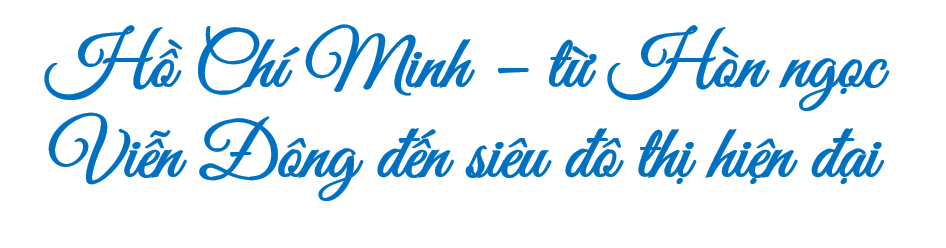 Hồ Chí Minh – từ Hòn ngọc
Viễn Đông đến siêu đô thị hiện đại